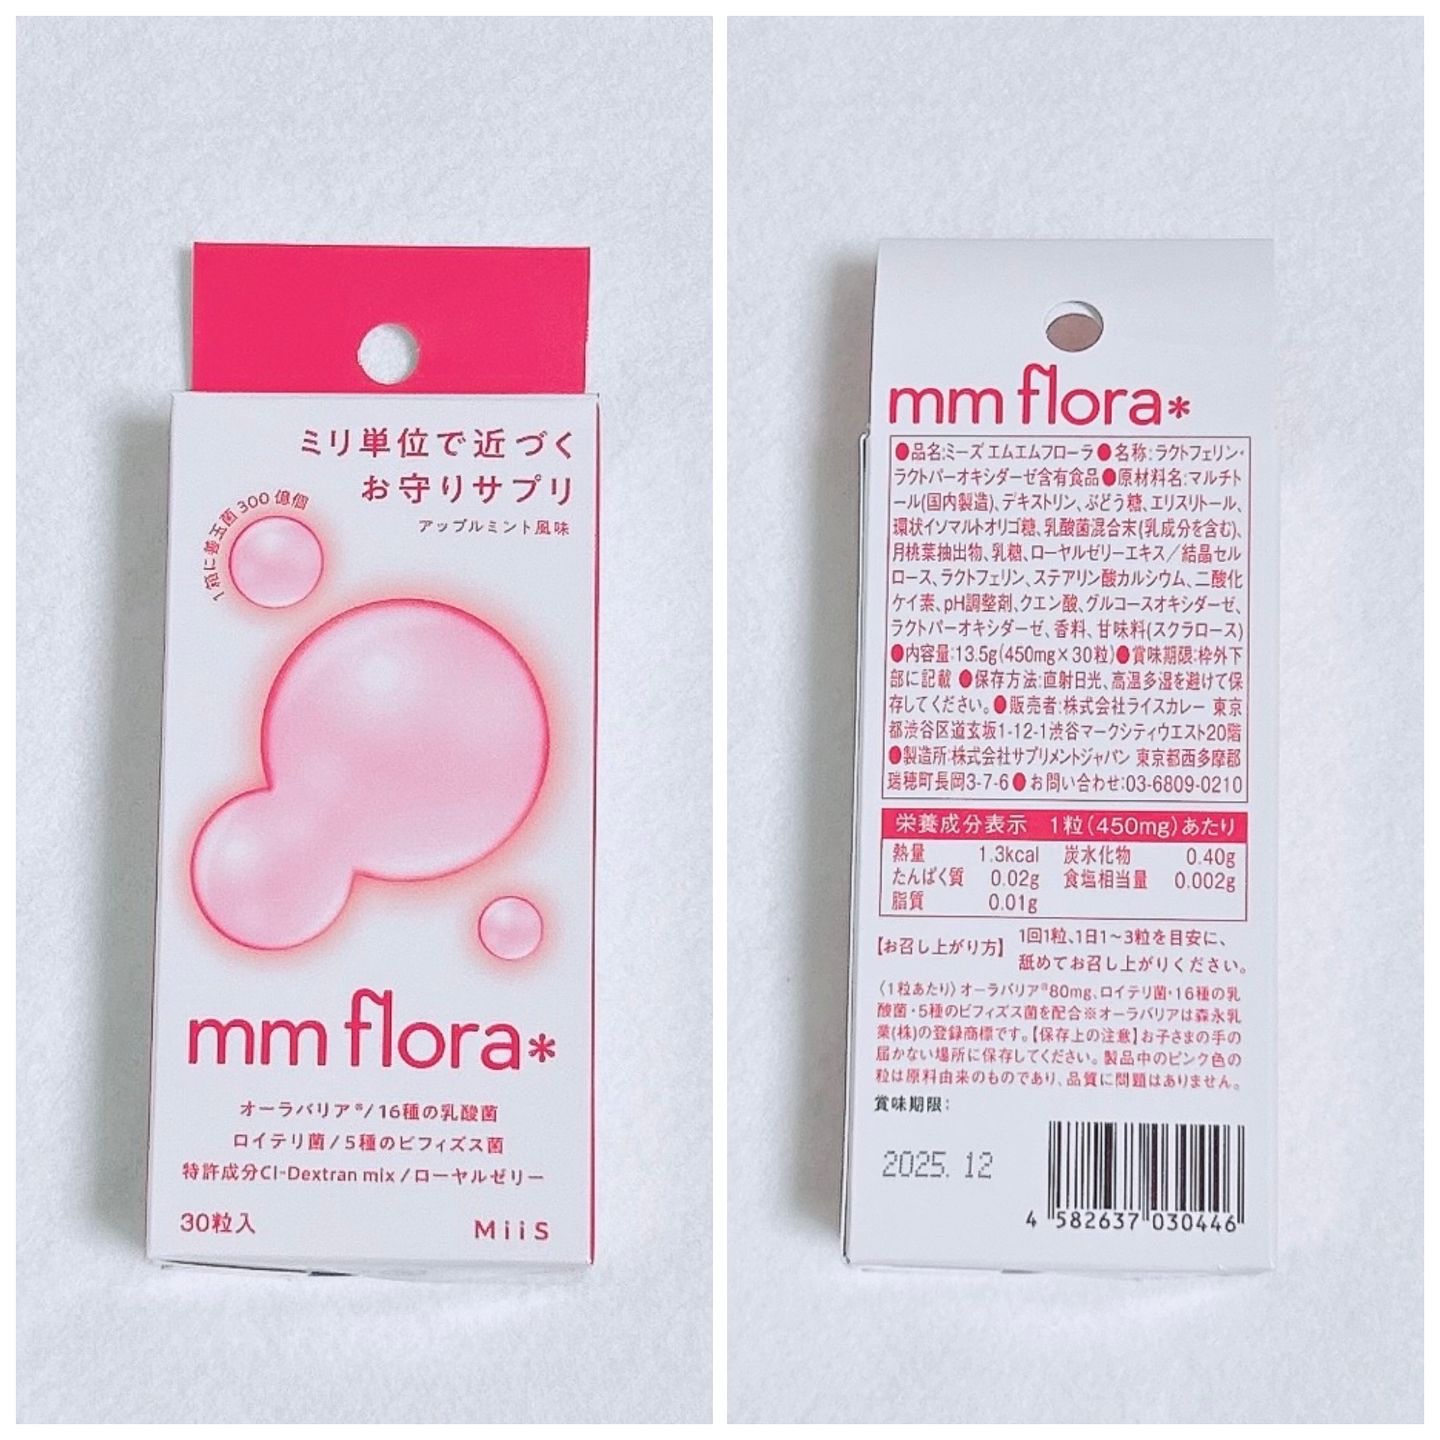 ミリ単位で近づく
お守りサプリ
アップルミント風味
1箱に善玉菌300億個
mm flora*
オーラバリア®/16種の乳酸菌
ロイテリ菌/5種のビフィズス菌
特許成分CI-Dextran mix/ローヤルゼリー
30粒入
MiiS
mm flora*
●品名:ミーズ エムエムフローラ●名称:ラクトフェリン・
ラクトパーオキシダーゼ含有食品●原材料名:マルチト
ール(国内製造)、デキストリン、ぶどう糖、エリスリトール、
環状イソマルトオリゴ糖、乳酸菌混合末(乳成分を含む)、
月桃葉抽出物、乳糖、ローヤルゼリーエキス/結晶セル
ロース、ラクトフェリン、ステアリン酸カルシウム、二酸化
ケイ素、pH調整剤、クエン酸、グルコースオキシダーゼ、
ラクトパーオキシダーゼ、香料、甘味料(スクラロース)
●内容量:13.5g(450mg×30粒)●賞味期限:枠外下
部に記載 ●保存方法:直射日光、高温多湿を避けて保
存してください。●販売者:株式会社ライスカレー 東京
都渋谷区道玄坂1-12-1渋谷マークシティウエスト20階
●製造所:株式会社サプリメントジャパン 東京都西多摩郡
瑞穂町長岡3-7-6●お問い合わせ:03-6809-0210
栄養成分表示 1粒(450mg)あたり
熱量 1.3kcal 炭水化物 0.40g
たんぱく質 0.02g 食塩相当量 0.002g
脂質 0.01g
【お召し上がり方】1回1粒、1日1~3粒を目安に、
舐めてお召し上がりください。
〈1粒あたり〉オーラバリア®80mg、ロイテリ菌・16種の乳
酸菌・5種のビフィズス菌を配合※オーラバリアは森永乳
業(株)の登録商標です。【保存上の注意】お子さまの手の
届かない場所に保存してください。製品中のピンク色の
粒は原料由来のものであり、品質に問題はありません。
賞味期限:
2025.12
4 582637 030446